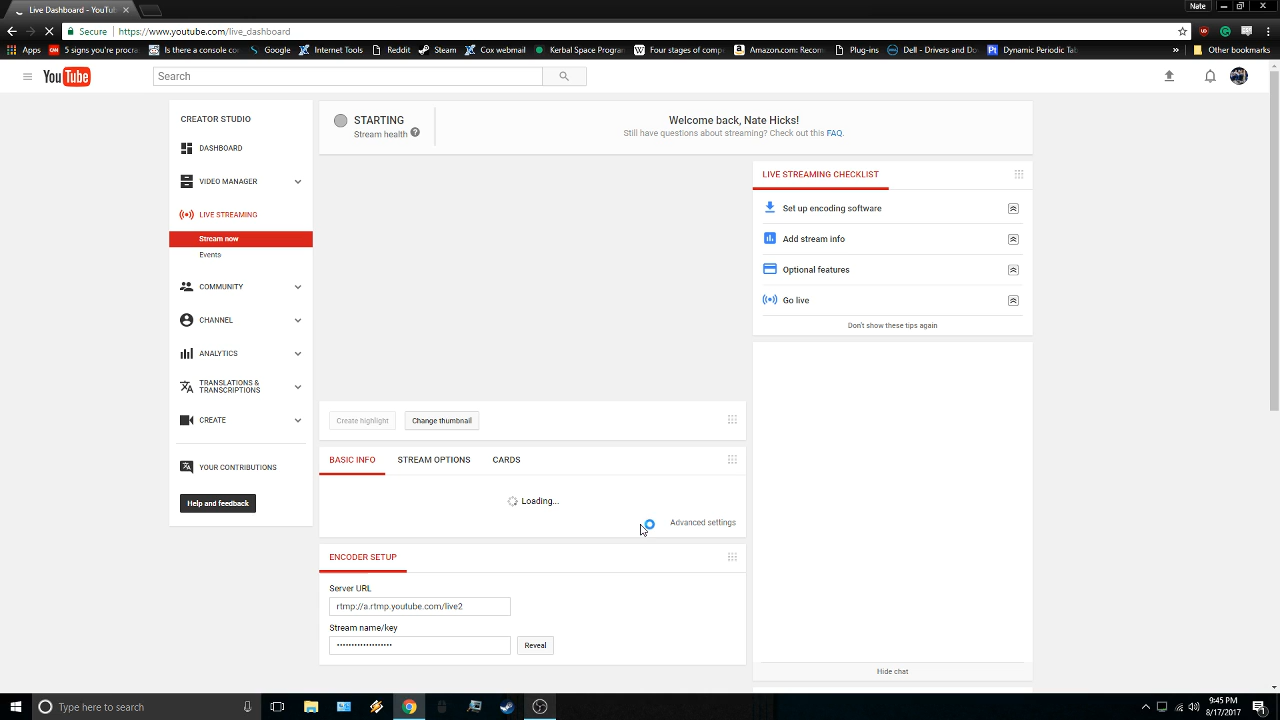 Live Dashboard - YouTub
Nate
Secure | https://www.youtube.com/live_dashboard
Apps
5 signs you're procra
Is there a console co
Google
Internet Tools
Reddit
Steam
Cox webmail
Kerbal Space Program
Four stages of comp
Amazon.com: Recom
Plug-ins
Dell - Drivers and Do
Dynamic Periodic Tab
»
Other bookmarks
YouTube
Search
CREATOR STUDIO
DASHBOARD
VIDEO MANAGER
LIVE STREAMING
Stream now
Events
COMMUNITY
CHANNEL
ANALYTICS
TRANSLATIONS &
TRANSCRIPTIONS
CREATE
YOUR CONTRIBUTIONS
Help and feedback
STARTING
Stream health ?
Welcome back, Nate Hicks!
Still have questions about streaming? Check out this FAQ.
Create highlight
Change thumbnail
BASIC INFO
STREAM OPTIONS
CARDS
Loading...
Advanced settings
ENCODER SETUP
Server URL
rtmp://a.rtmp.youtube.com/live2
Stream name/key
•••••••••••••••••••
Reveal
LIVE STREAMING CHECKLIST
Set up encoding software
Add stream info
Optional features
Go live
Don't show these tips again
Hide chat
Type here to search
9:45 PM
8/17/2017